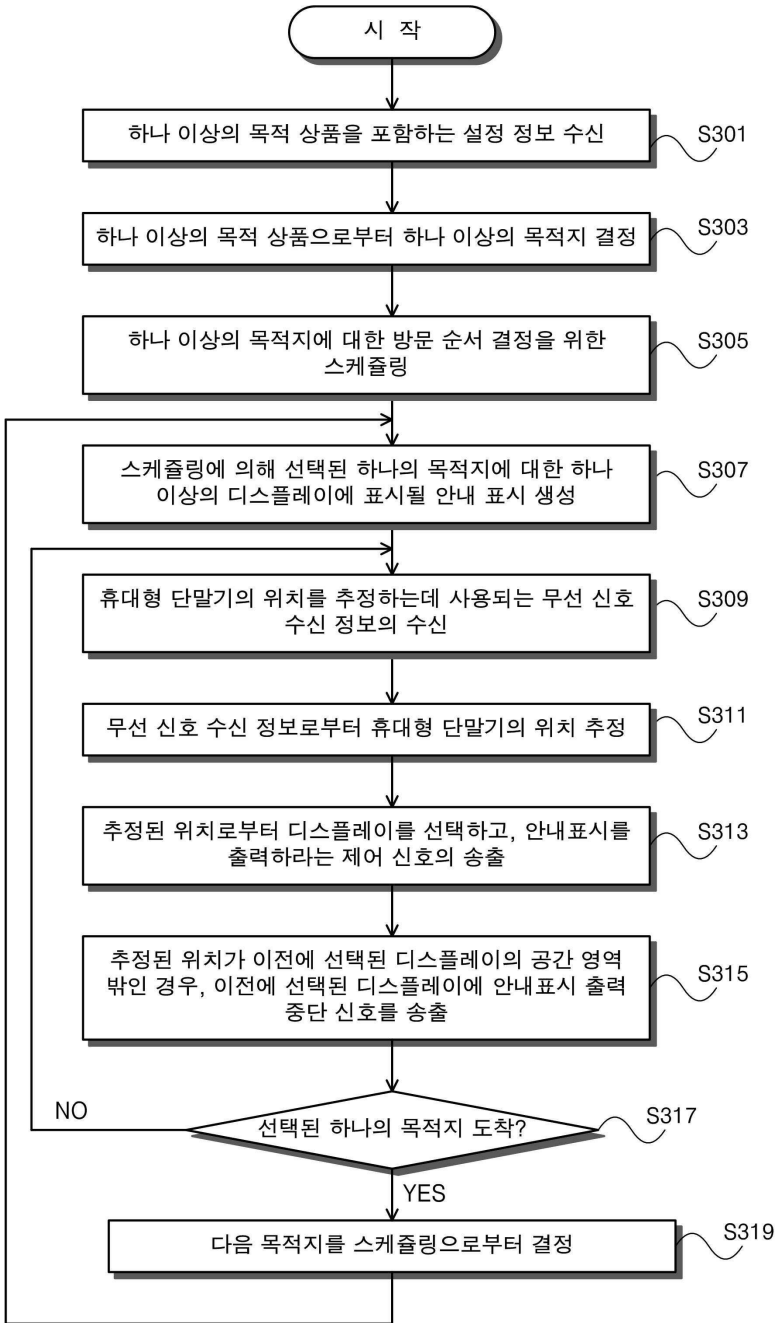 시 작
하나 이상의 목적 상품을 포함하는 설정 정보 수신
S301
하나 이상의 목적 상품으로부터 하나 이상의 목적지 결정
S303
하나 이상의 목적지에 대한 방문 순서 결정을 위한
스케쥴링
S305
스케쥴링에 의해 선택된 하나의 목적지에 대한 하나
이상의 디스플레이에 표시될 안내 표시 생성
S307
휴대형 단말기의 위치를 추정하는데 사용되는 무선 신호
수신 정보의 수신
S309
무선 신호 수신 정보로부터 휴대형 단말기의 위치 추정
S311
추정된 위치로부터 디스플레이를 선택하고, 안내표시를
출력하라는 제어 신호의 송출
S313
추정된 위치가 이전에 선택된 디스플레이의 공간 영역
밖인 경우, 이전에 선택된 디스플레이에 안내표시 출력
중단 신호를 송출
S315
NO
선택된 하나의 목적지 도착?
S317
YES
다음 목적지를 스케쥴링으로부터 결정
S319